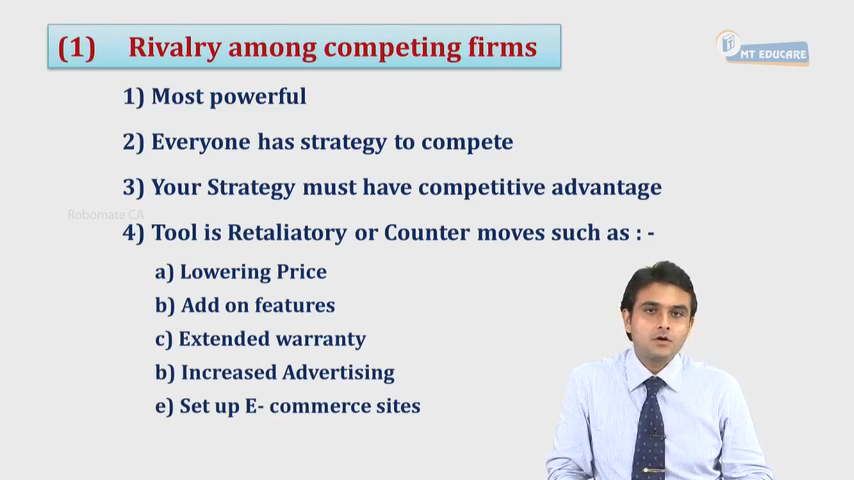 (1) Rivalry among competing firms
MT EDUCARE
1) Most powerful
2) Everyone has strategy to compete
3) Your Strategy must have competitive advantage
Robomate CA
4) Tool is Retaliatory or Counter moves such as : -
a) Lowering Price
b) Add on features
c) Extended warranty
b) Increased Advertising
e) Set up E- commerce sites